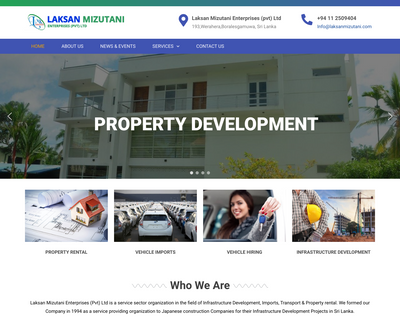 LAKSAN MIZUTANI
ENTERPRISES (PVT) LTD
Laksan Mizutani Enterprises (pvt) Ltd
193,Werahera,Boralesgamuwa, Sri Lanka
+94 11 2509404
info@laksanmizutani.com
HOME
ABOUT US
NEWS & EVENTS
SERVICES
CONTACT US
PROPERTY DEVELOPMENT
PROPERTY RENTAL
VEHICLE IMPORTS
VEHICLE HIRING
INFRASTRUCTURE DEVELOPMENT
Who We Are
Laksan Mizutani Enterprises (Pvt) Ltd is a service sector organization in the field of Infrastructure Development, Imports, Transport & Property rental. We formed our
Company in 1994 as a service providing organization to Japanese construction Companies for their Infrastructure Development Projects in Sri Lanka.